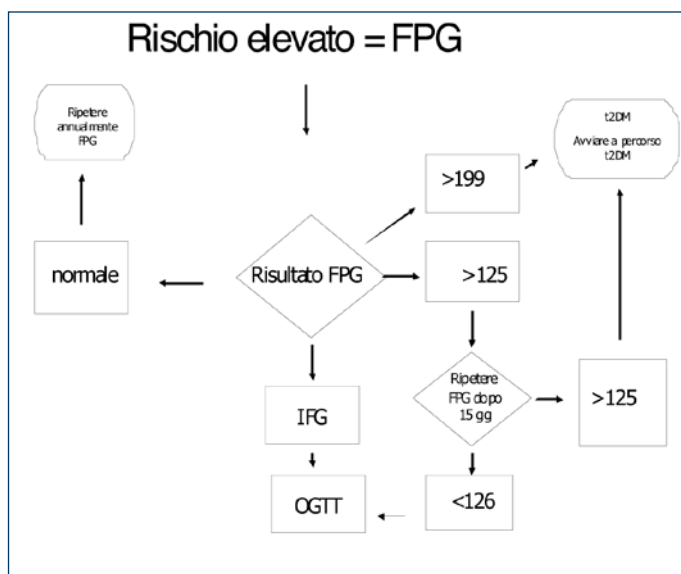 Rischio elevato = FPG
Ripetere
annualmente
FPG
t2DM
Avviare a percorso
t2DM
>199
normale
Risultato FPG
>125
Ripetere
FPG dopo
15 gg
>125
IFG
OGTT
<126